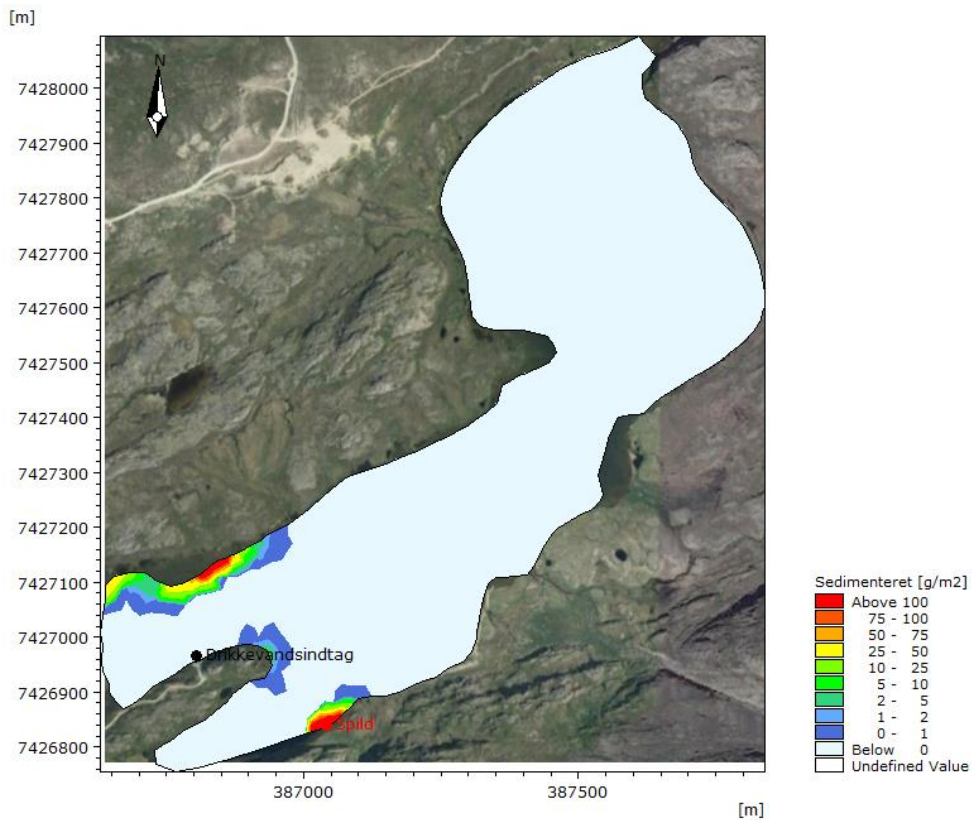 [m]
N
7428000
7427900
7427800
7427700
7427600
7427500
7427400
7427300
7427200
7427100
7427000
7426900
7426800
Drikkevandsindtag
Spild
387000
387500
[m]
Sedimenteret [g/m2]
Above 100
75 - 100
50 - 75
25 - 50
10 - 25
5 - 10
2 - 5
1 - 2
0 - 1
Below 0
Undefined Value